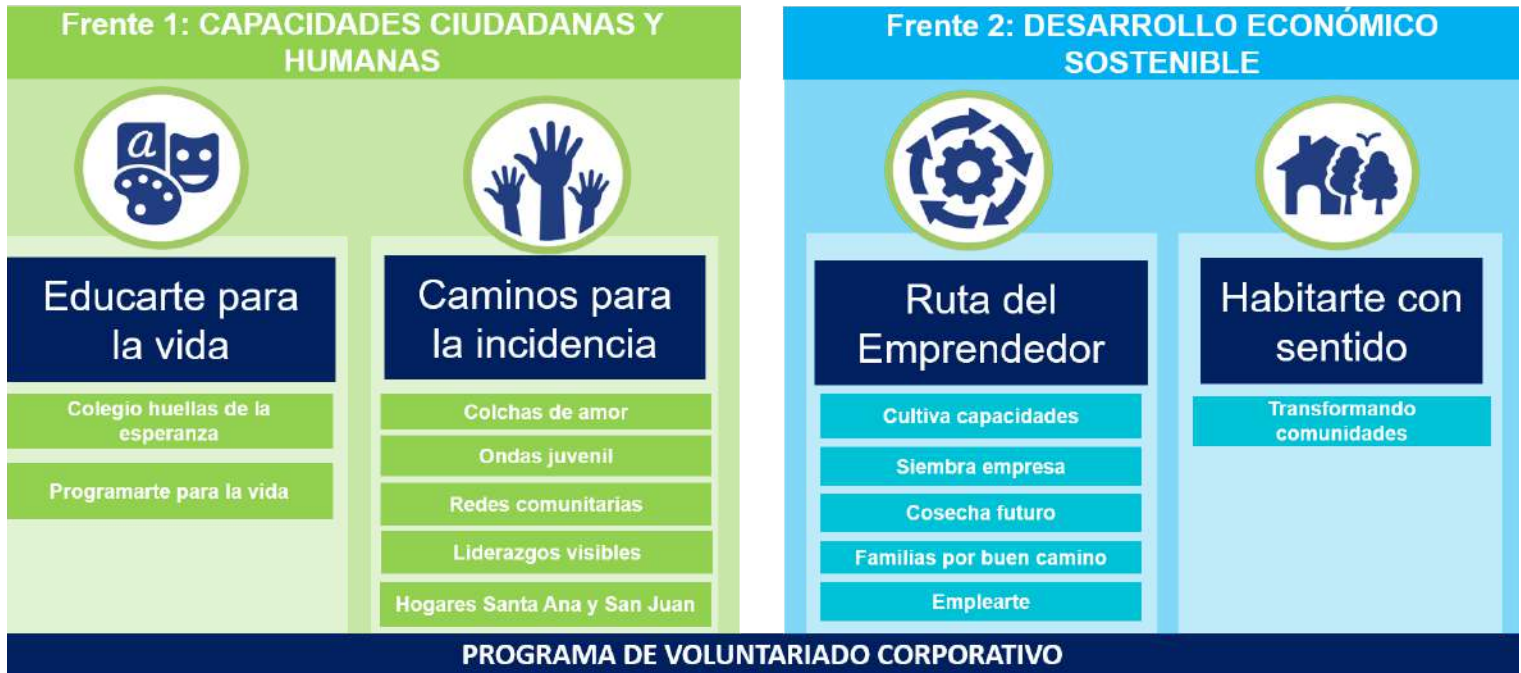 Frente 1: CAPACIDADES CIUDADANAS Y
HUMANAS
a
Educarte para
la vida
Colegio huellas de la
esperanza
Programarte para la vida
Caminos para
la incidencia
Colchas de amor
Ondas juvenil
Redes comunitarias
Liderazgos visibles
Hogares Santa Ana y San Juan
Frente 2: DESARROLLO ECONÓMICO
SOSTENIBLE
Ruta del
Emprendedor
Cultiva capacidades
Siembra empresa
Cosecha futuro
Familias por buen camino
Emplearte
Habitarte con
sentido
Transformando
comunidades
PROGRAMA DE VOLUNTARIADO CORPORATIVO